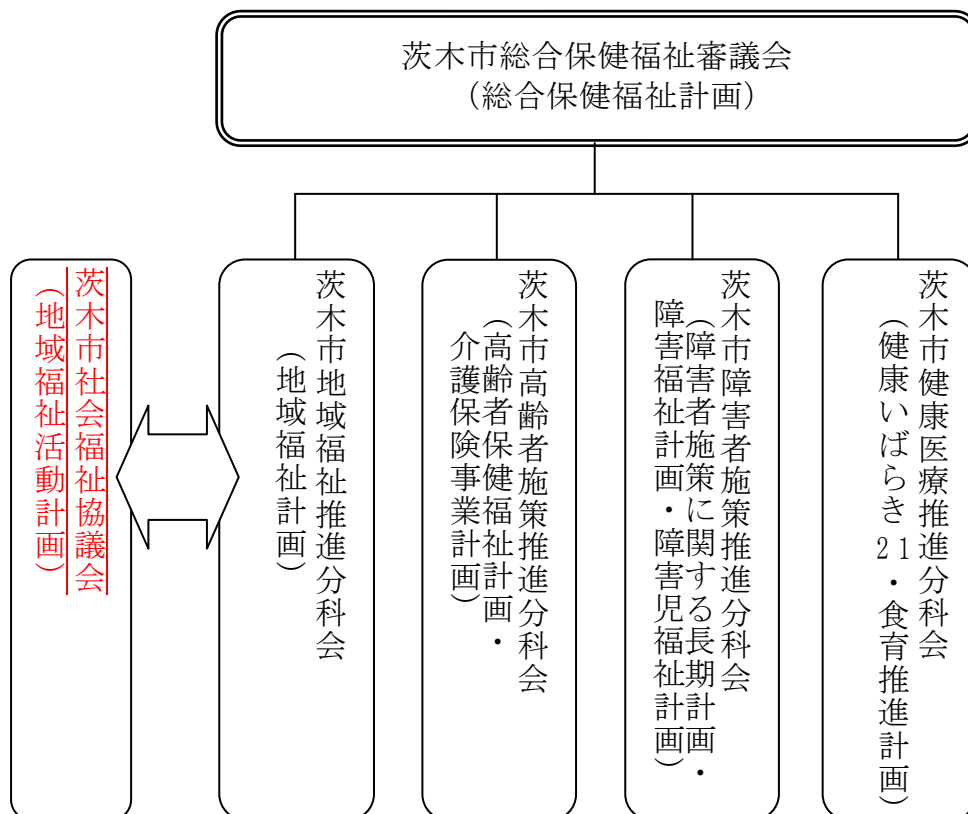 茨木市総合保健福祉審議会
（総合保健福祉計画）
茨木市健康医療推進分科会
（健康いばらき21・食育推進計画）
茨木市障害者施策推進分科会
（障害者施策に関する長期計画・
障害福祉計画・障害児福祉計画）
茨木市高齢者施策推進分科会
（高齢者保健福祉計画・
介護保険事業計画）
茨木市地域福祉推進分科会
（地域福祉計画）
茨木市社会福祉協議会
（地域福祉活動計画）